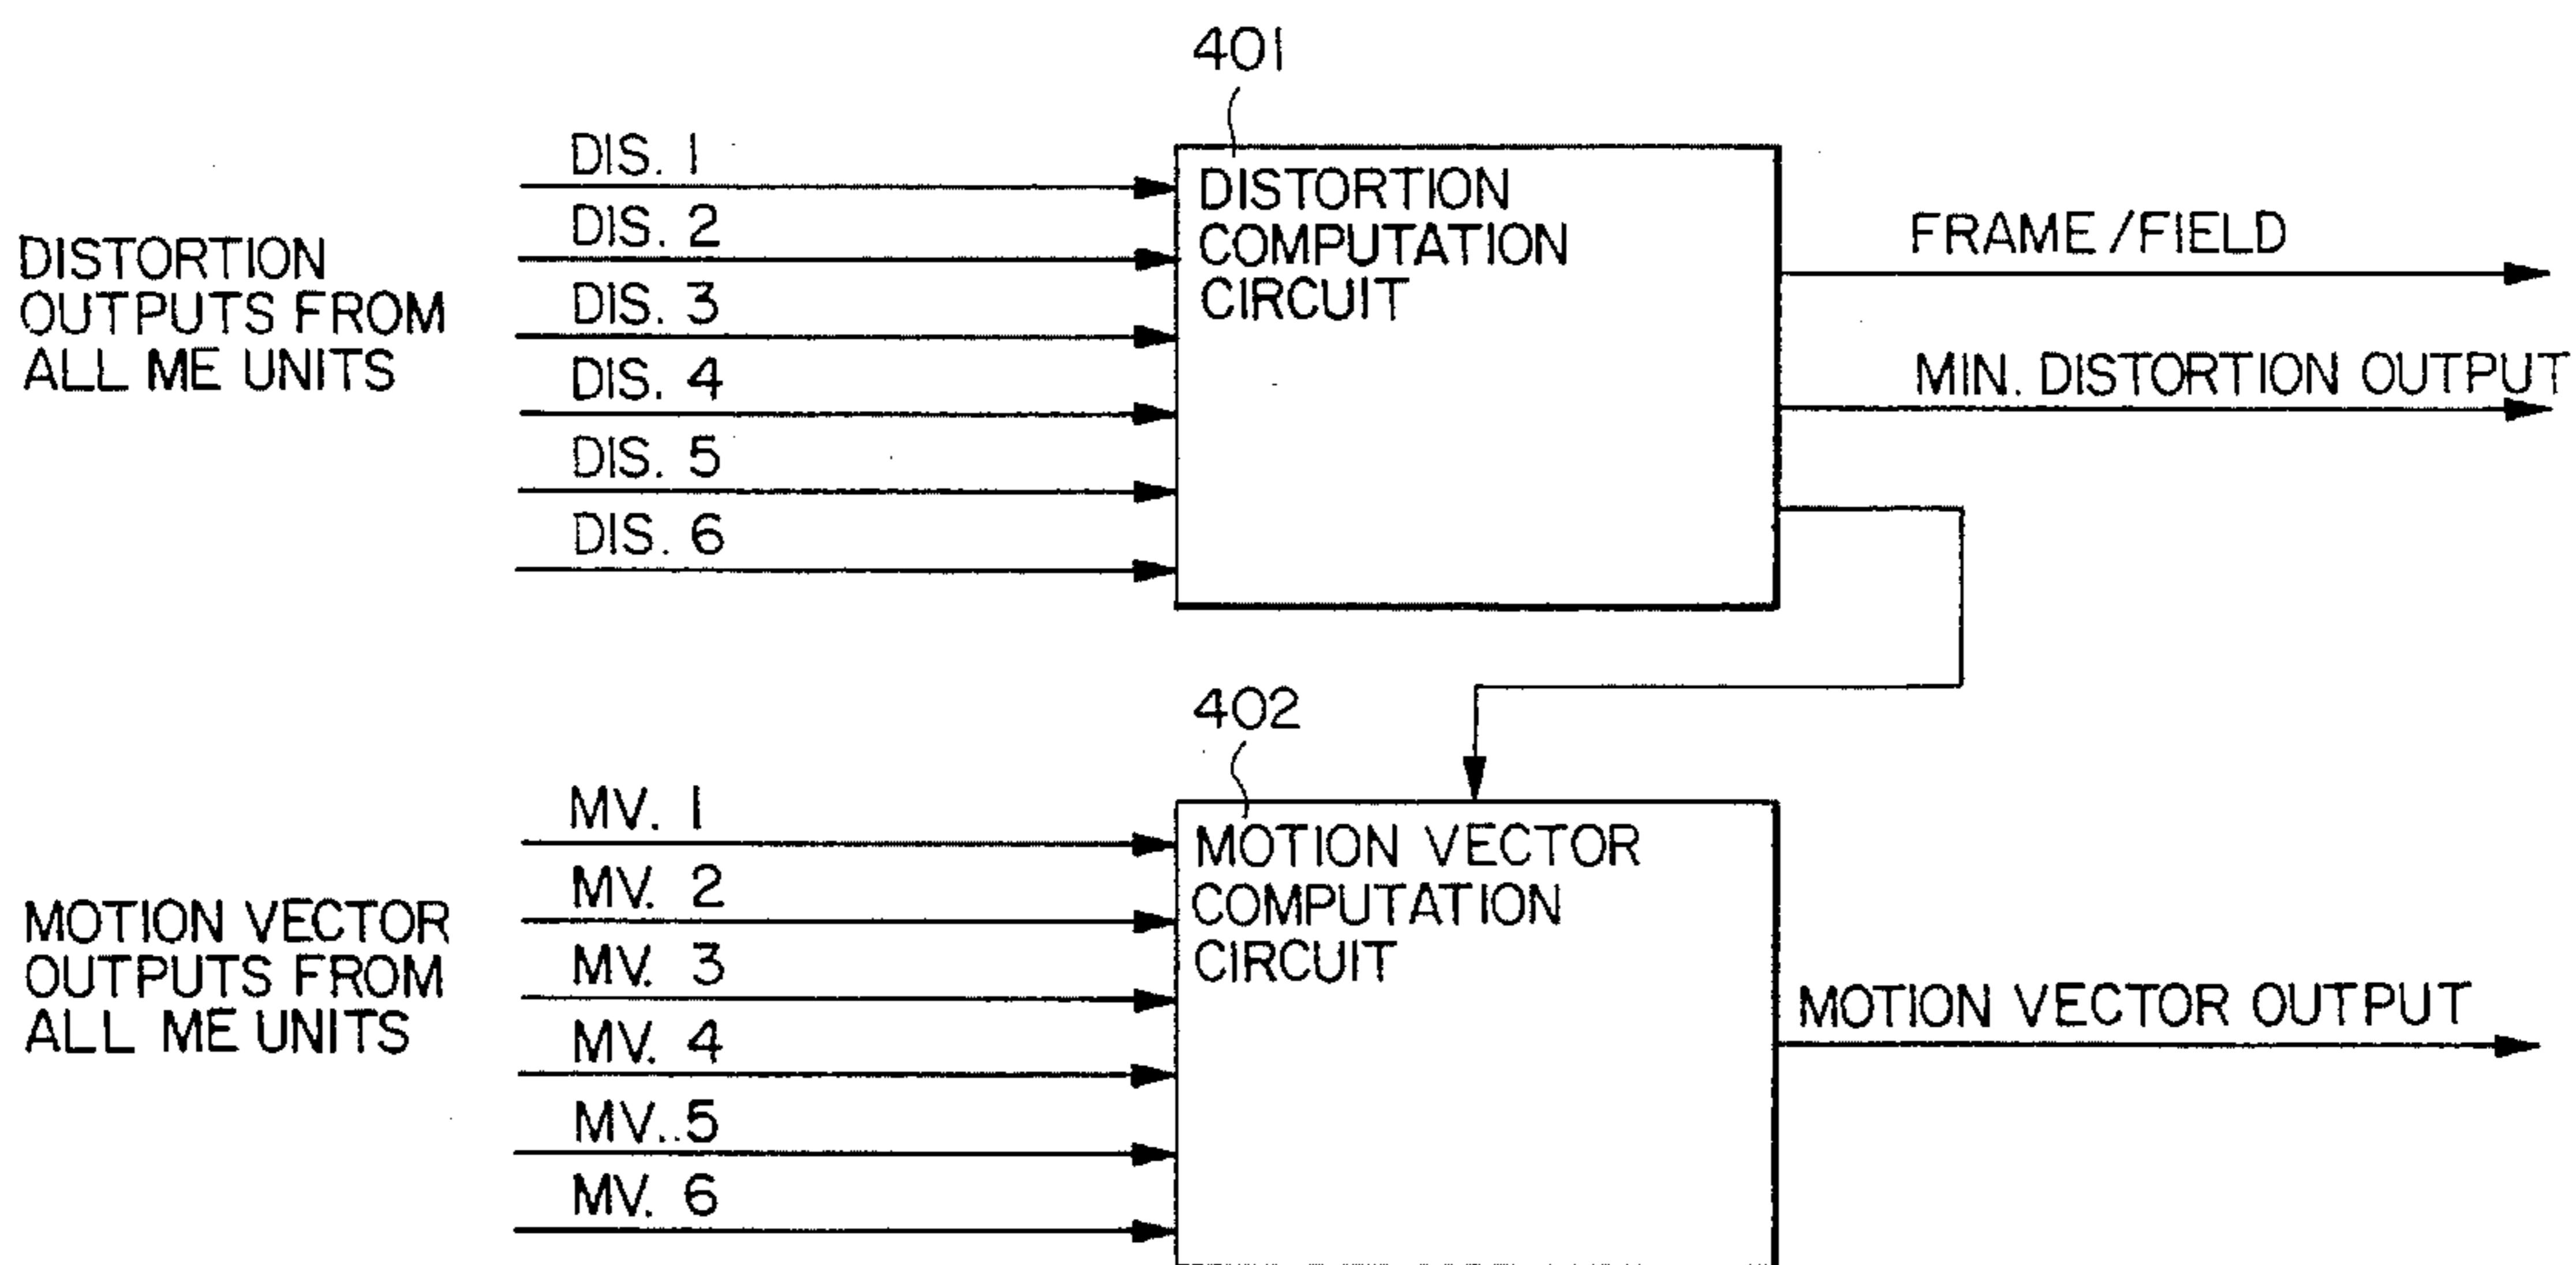 401
DIS. 1
DIS. 2
DIS. 3
DIS. 4
DIS. 5
DIS. 6
DISTORTION
OUTPUTS FROM
ALL ME UNITS
DISTORTION
COMPUTATION
CIRCUIT
FRAME/FIELD
MIN. DISTORTION OUTPUT
402
MV. 1
MV. 2
MV. 3
MV. 4
MV..5
MV. 6
MOTION VECTOR
OUTPUTS FROM
ALL ME UNITS
MOTION VECTOR
COMPUTATION
CIRCUIT
MOTION VECTOR OUTPUT